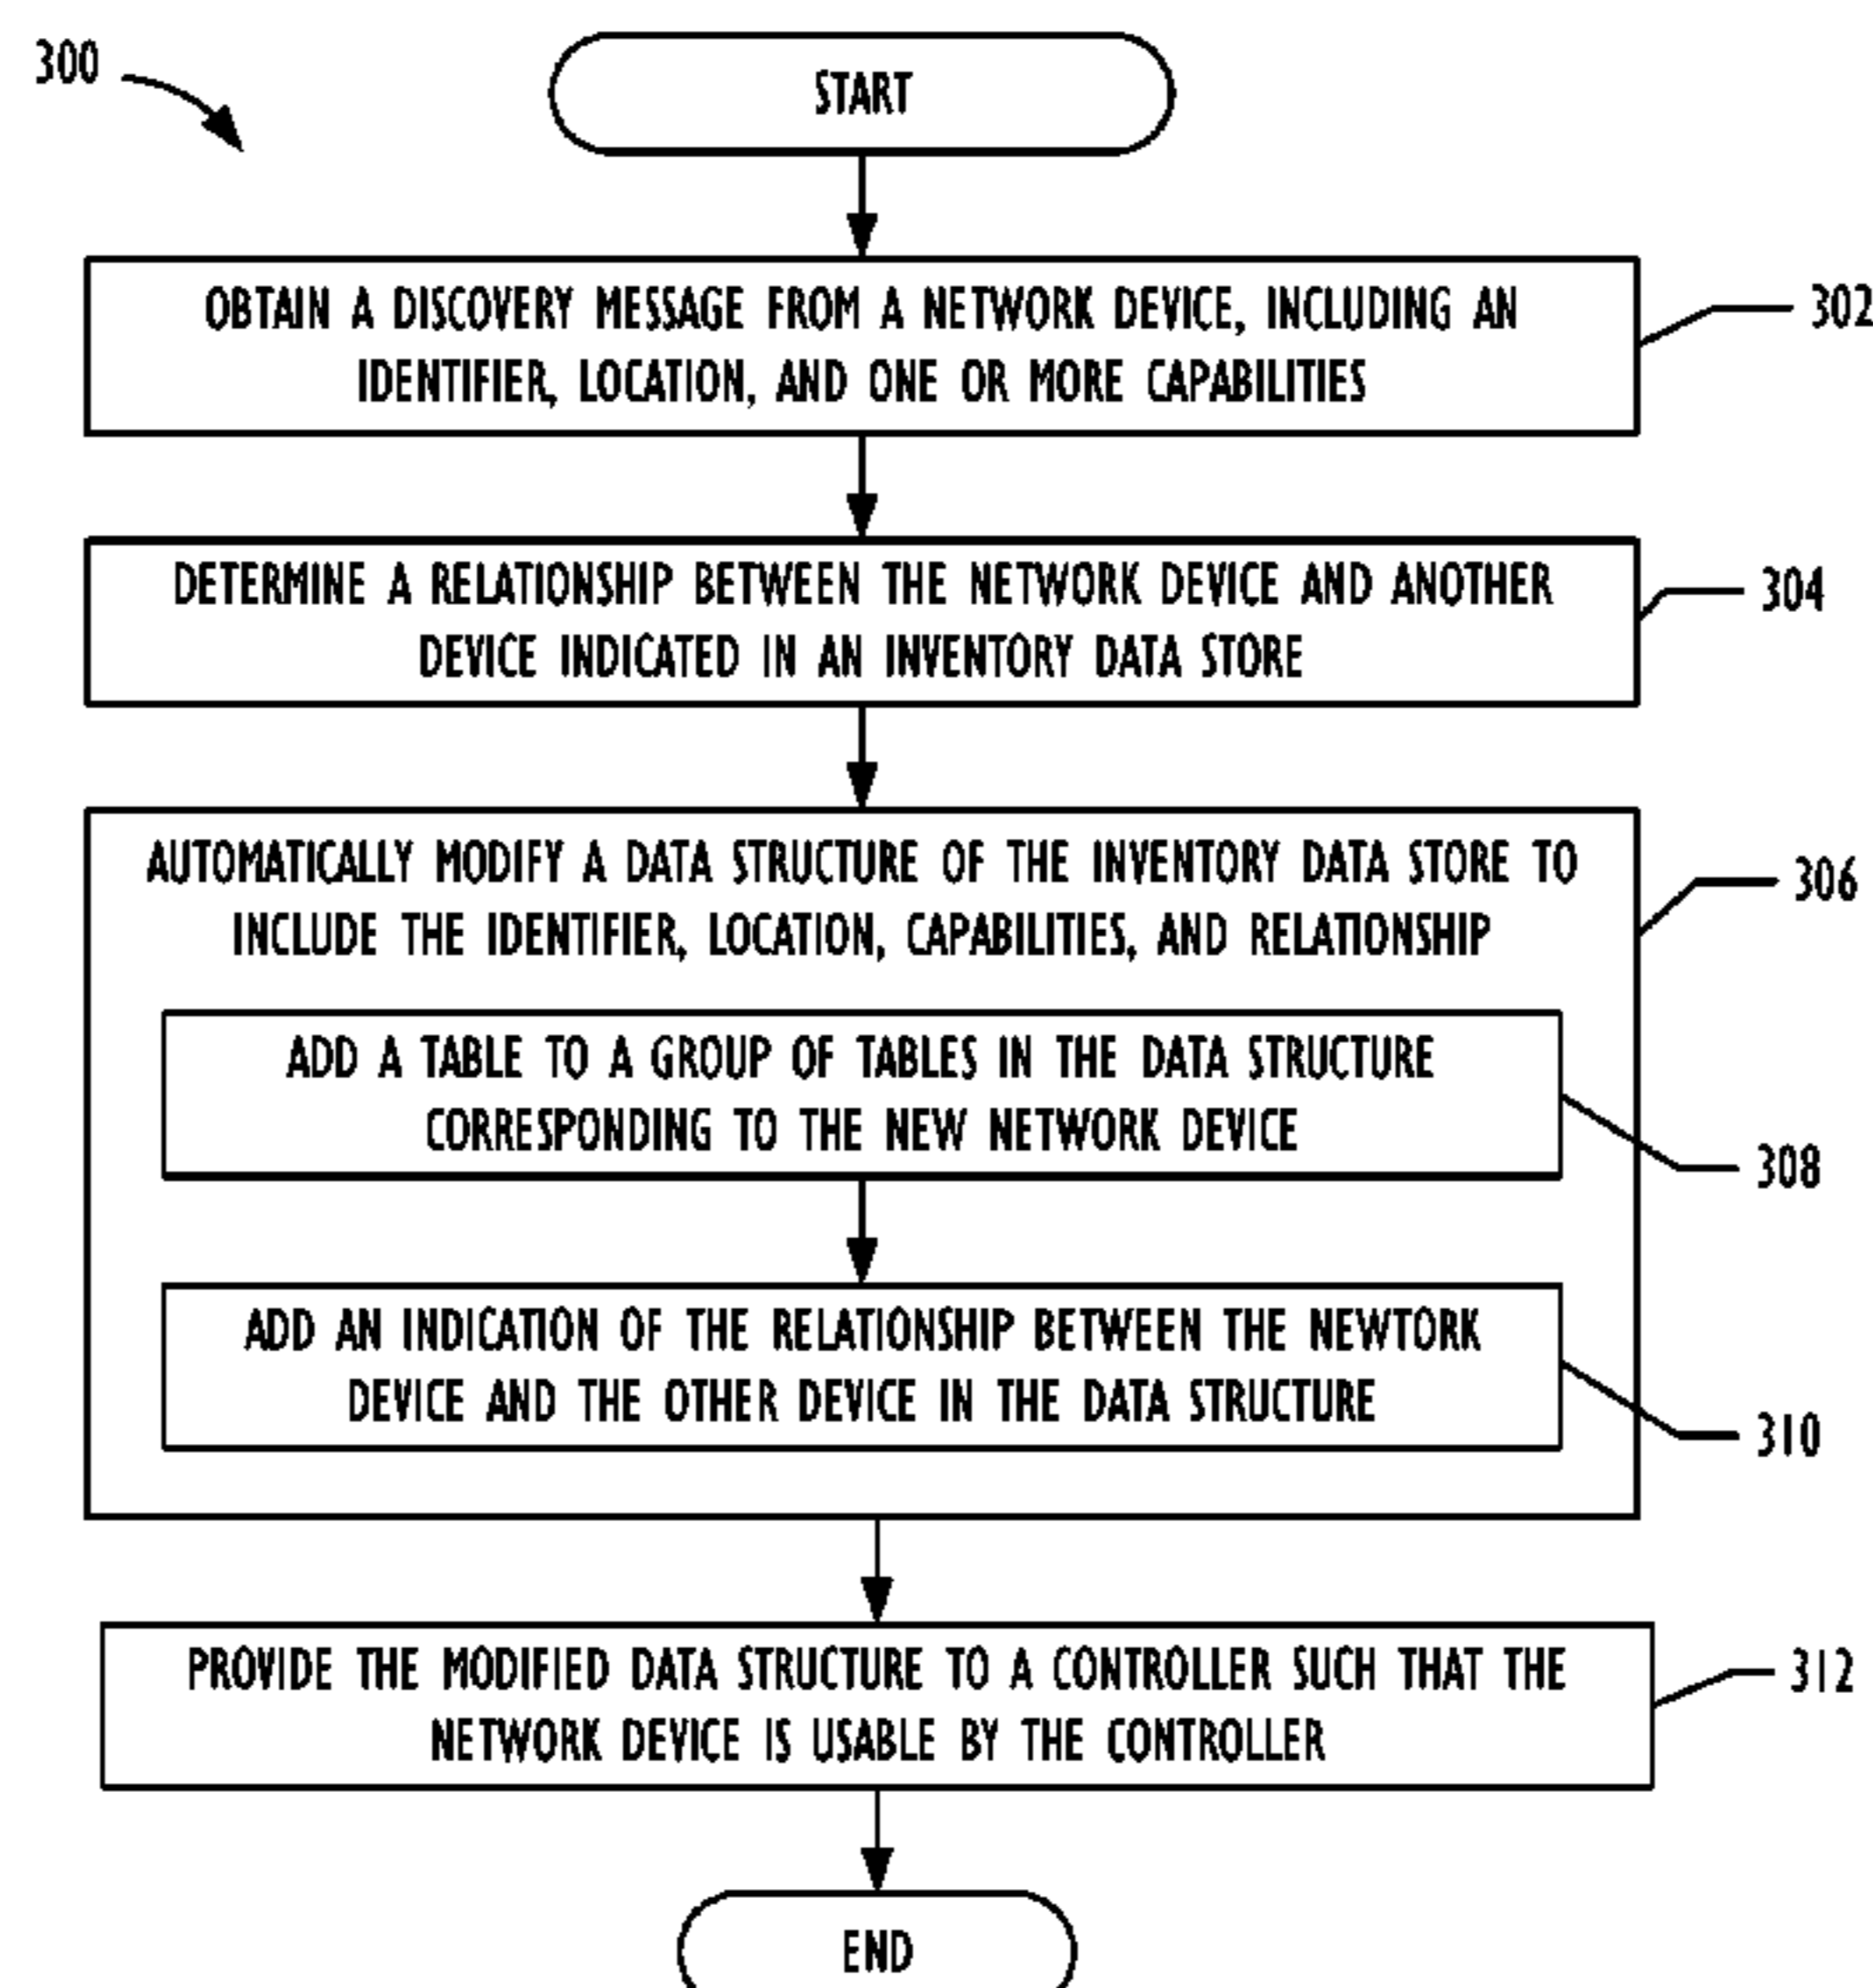 300
START
OBTAIN A DISCOVERY MESSAGE FROM A NETWORK DEVICE, INCLUDING AN
IDENTIFIER, LOCATION, AND ONE OR MORE CAPABILITIES
302
DETERMINE A RELATIONSHIP BETWEEN THE NETWORK DEVICE AND ANOTHER
DEVICE INDICATED IN AN INVENTORY DATA STORE
304
AUTOMATICALLY MODIFY A DATA STRUCTURE OF THE INVENTORY DATA STORE TO
INCLUDE THE IDENTIFIER, LOCATION, CAPABILITIES, AND RELATIONSHIP
306
ADD A TABLE TO A GROUP OF TABLES IN THE DATA STRUCTURE
CORRESPONDING TO THE NEW NETWORK DEVICE
308
ADD AN INDICATION OF THE RELATIONSHIP BETWEEN THE NEWTORK
DEVICE AND THE OTHER DEVICE IN THE DATA STRUCTURE
310
PROVIDE THE MODIFIED DATA STRUCTURE TO A CONTROLLER SUCH THAT THE
NETWORK DEVICE IS USABLE BY THE CONTROLLER
312
END